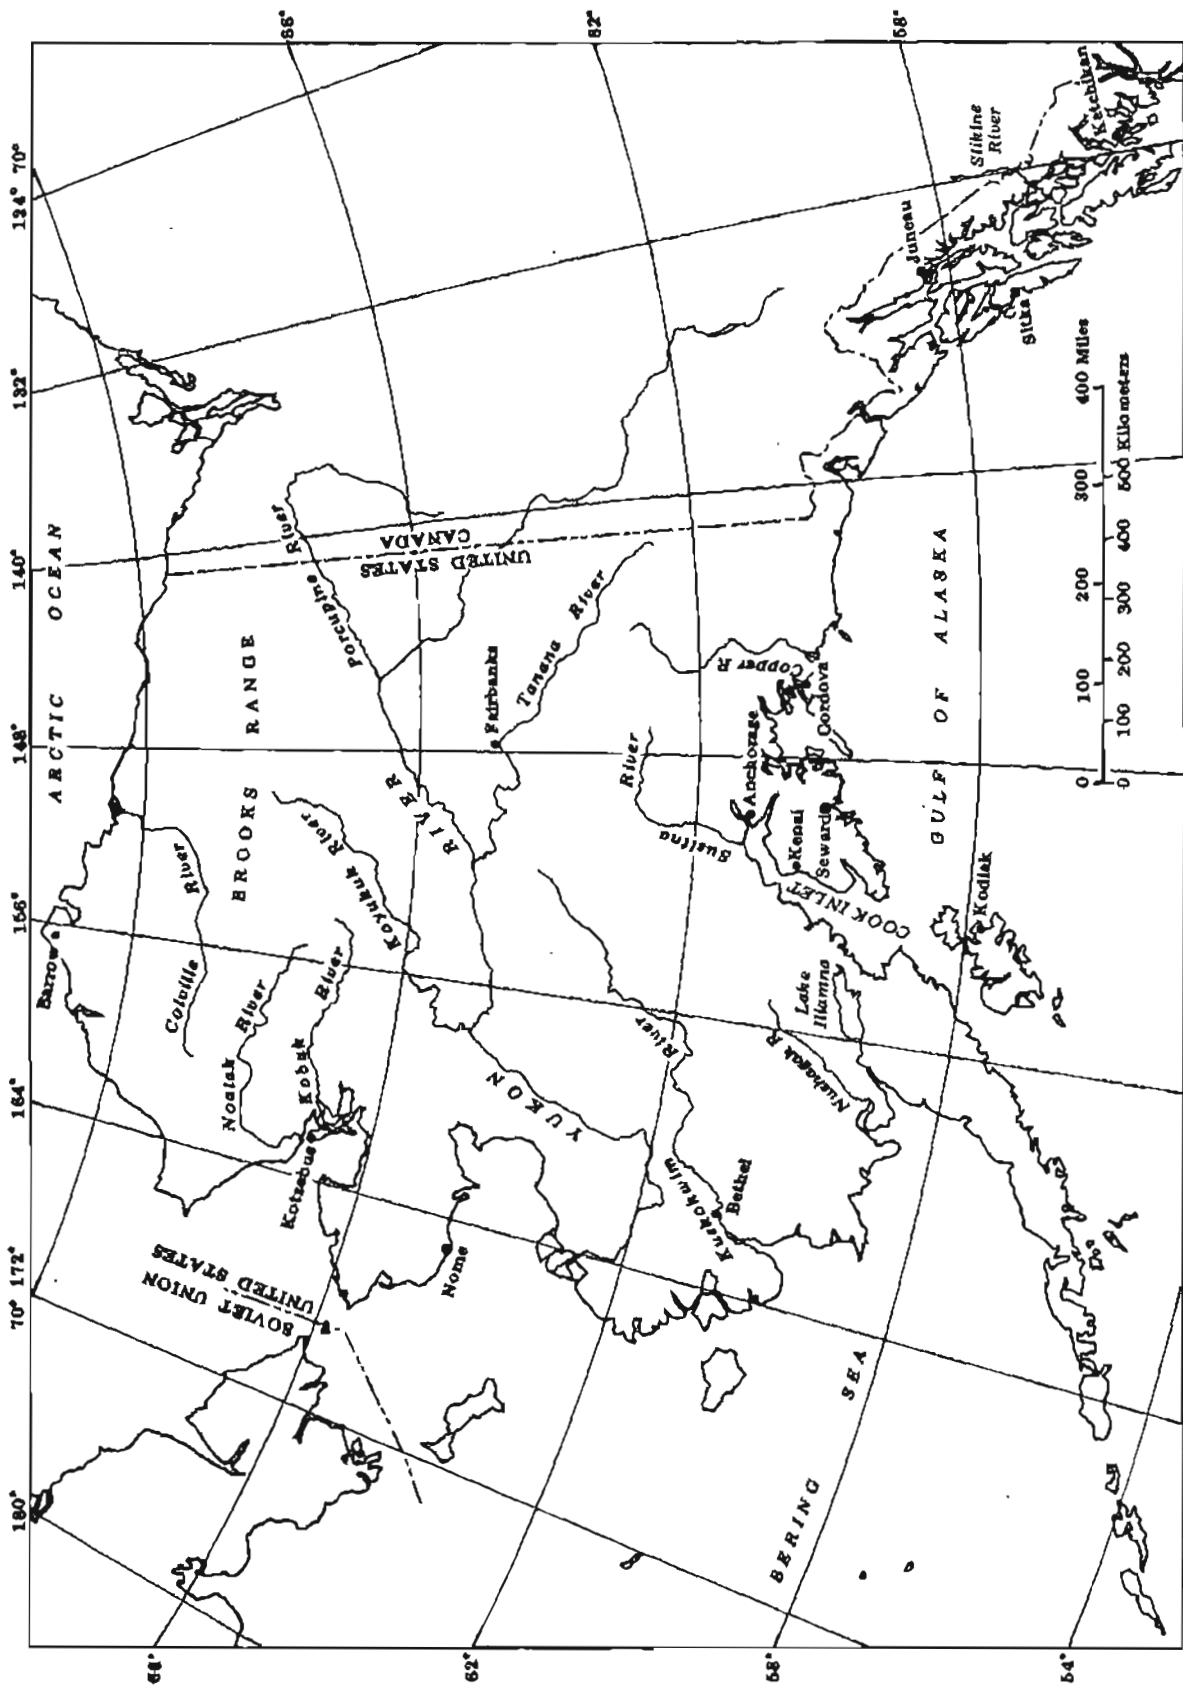 180°
172°
164°
156°
148°
140°
132°
124°
70°
70°
66°
62°
58°
62°
58°
54°
ARCTIC OCEAN
Barrow
SOVIET UNION
UNITED STATES
Colville River
BROOKS RANGE
Noatak River
Kobuk River
Kotzebue
Koyukuk River
Porcupine River
UNITED STATES
CANADA
YUKON RIVER
Nome
Fairbanks
Tanana River
Kuskokwim River
Bethel
Susitna River
Copper R
Anchorage
Kenai
Seward
Cordova
Nushagak R
Lake
Iliamna
COOK INLET
Kodiak
GULF OF ALASKA
BERING SEA
Juneau
Sitka
Stikine
River
Ketchikan
0 100 200 300 400 Miles
0 100 200 300 400 500 Kilometers